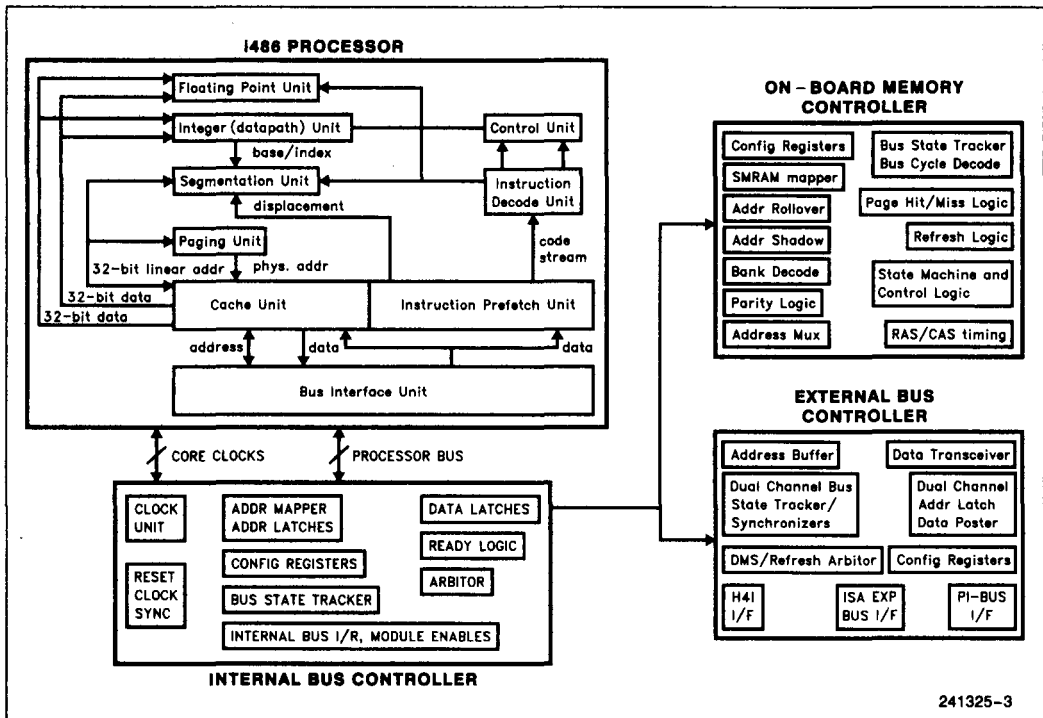 i486 PROCESSOR
Floating Point Unit
Integer (datapath) Unit
Control Unit
base/index
Segmentation Unit
Instruction
Decode Unit
displacement
Paging Unit
code
stream
32-bit linear addr
phys. addr
32-bit data
Cache Unit
Instruction Prefetch Unit
32-bit data
address
data
data
Bus Interface Unit
CORE CLOCKS
PROCESSOR BUS
CLOCK
UNIT
ADDR MAPPER
ADDR LATCHES
DATA LATCHES
READY LOGIC
CONFIG REGISTERS
RESET
CLOCK
SYNC
ARBITOR
BUS STATE TRACKER
INTERNAL BUS I/R, MODULE ENABLES
INTERNAL BUS CONTROLLER
ON-BOARD MEMORY
CONTROLLER
Config Registers
Bus State Tracker
Bus Cycle Decode
SMRAM mapper
Addr Rollover
Page Hit/Miss Logic
Addr Shadow
Refresh Logic
Bank Decode
State Machine and
Control Logic
Parity Logic
Address Mux
RAS/CAS timing
EXTERNAL BUS
CONTROLLER
Address Buffer
Data Transceiver
Dual Channel Bus
State Tracker/
Synchronizers
Dual Channel
Addr Latch
Data Poster
DMS/Refresh Arbitor
Config Registers
H4I
I/F
ISA EXP
BUS I/F
PI-BUS
I/F
241325-3